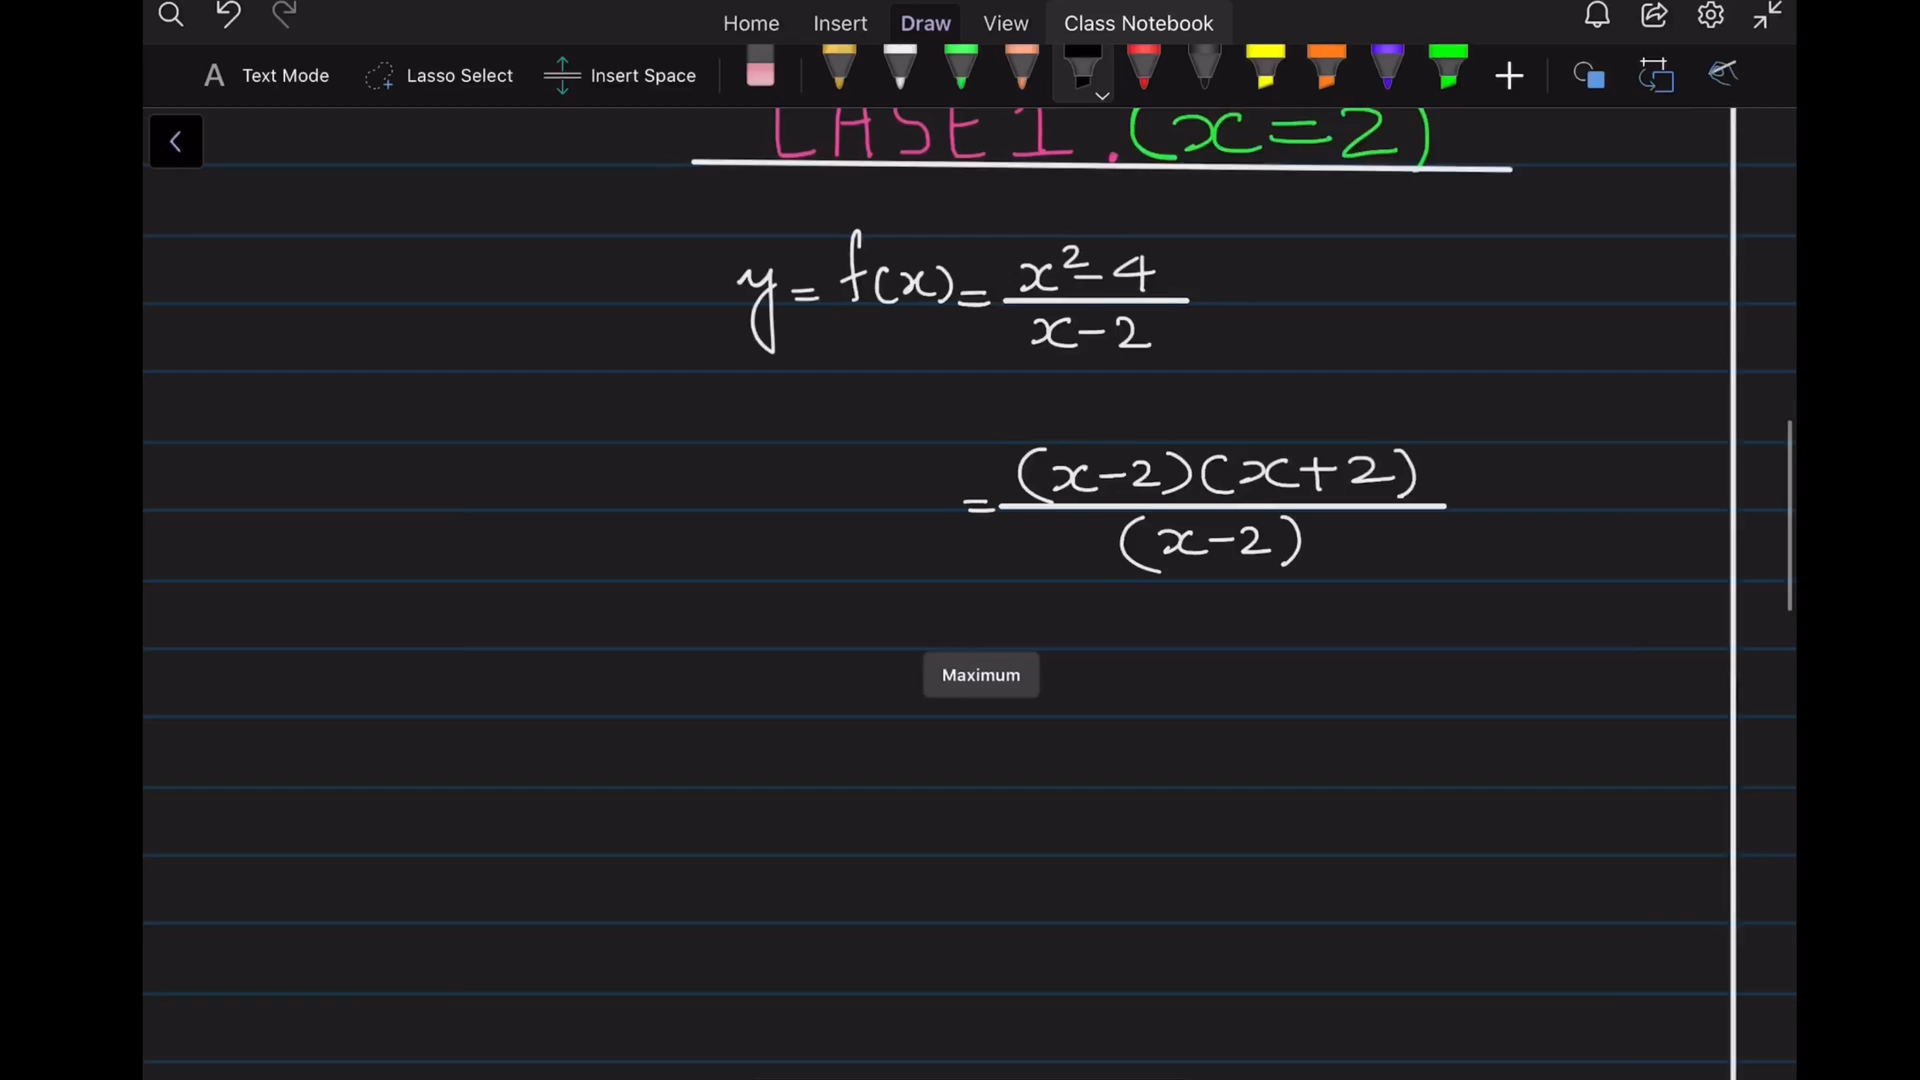 Home Insert Draw View Class Notebook
Text Mode Lasso Select Insert Space
CASE 1. (x=2)
y = f(x) = x²-4 / x-2
= (x-2)(x+2) / (x-2)
Maximum